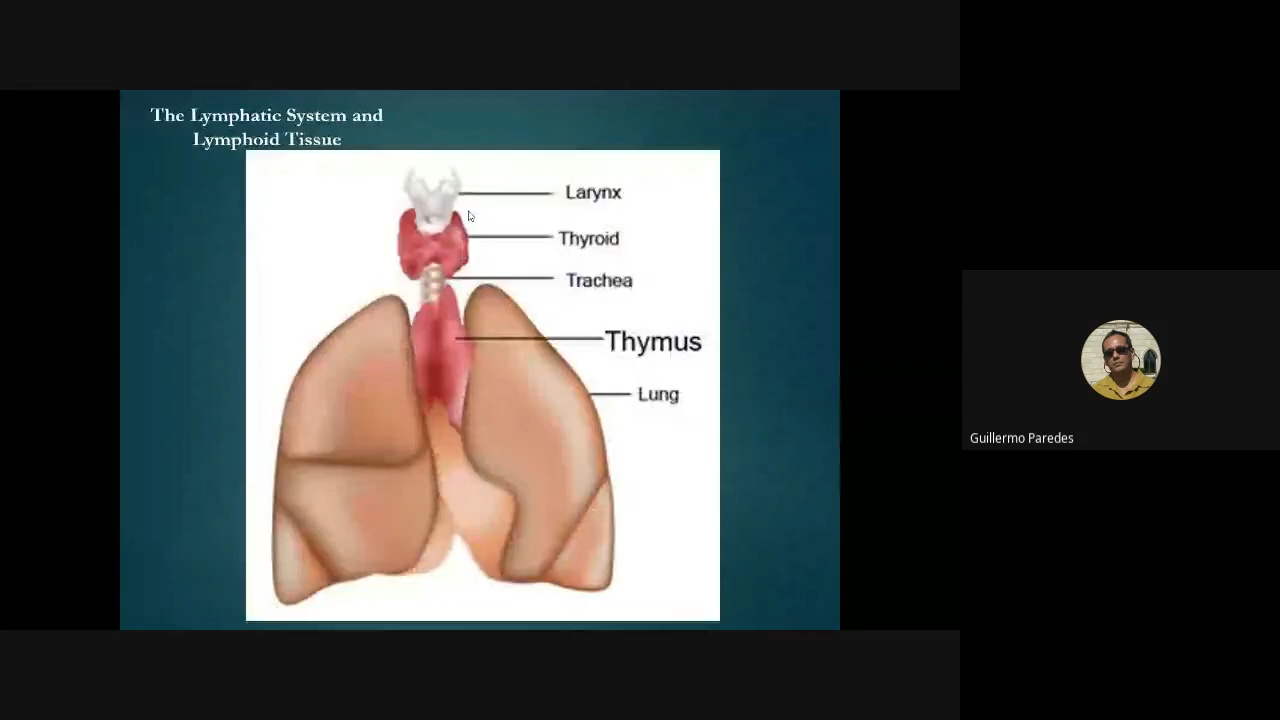 The Lymphatic System and
Lymphoid Tissue
Larynx
Thyroid
Trachea
Thymus
Lung
Guillermo Paredes